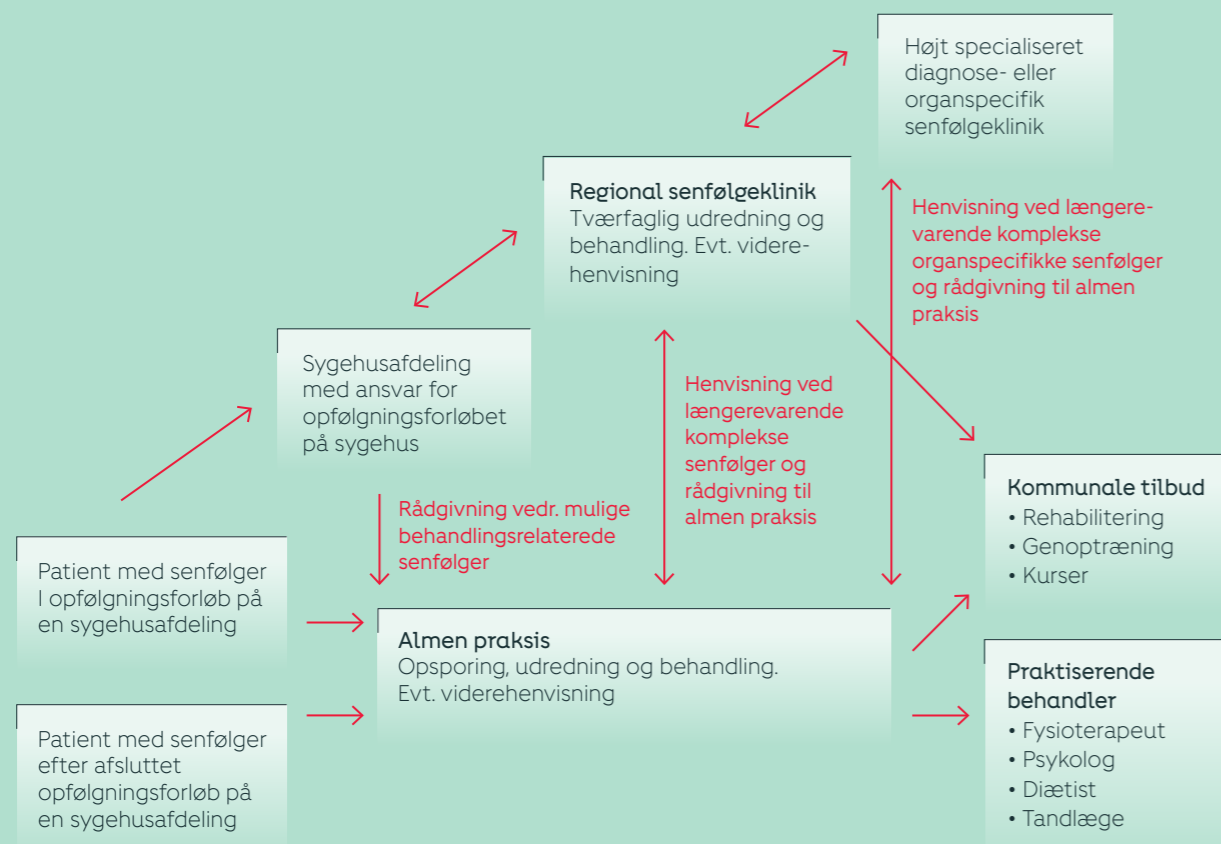 Højt specialiseret
diagnose- eller
organspecifik
senfølgeklinik
Regional senfølgeklinik
Tværfaglig udredning og
behandling. Evt. videre-
henvisning
Henvisning ved længere-
varende komplekse
organspecifikke senfølger
og rådgivning til almen
praksis
Sygehusafdeling
med ansvar for
opfølgningsforløbet
på sygehus
Henvisning ved
længerevarende
komplekse
senfølger og
rådgivning til
almen praksis
Rådgivning vedr. mulige
behandlingsrelaterede
senfølger
Kommunale tilbud
• Rehabilitering
• Genoptræning
• Kurser
Patient med senfølger
I opfølgningsforløb på
en sygehusafdeling
Almen praksis
Opsporing, udredning og behandling.
Evt. viderehenvisning
Praktiserende
behandler
• Fysioterapeut
• Psykolog
• Diætist
• Tandlæge
Patient med senfølger
efter afsluttet
opfølgningsforløb på
en sygehusafdeling